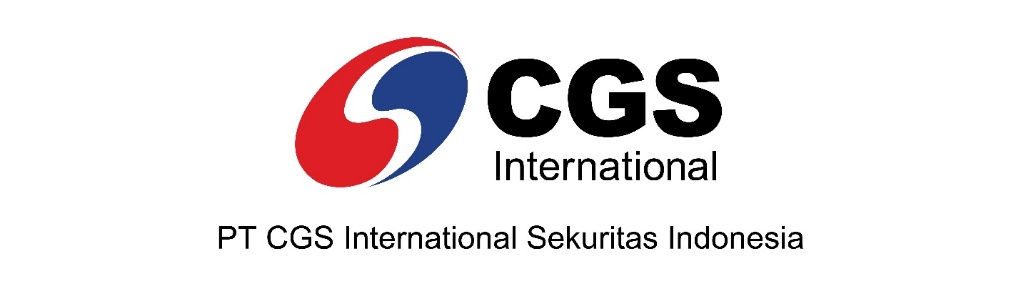 CGS
International
PT CGS International Sekuritas Indonesia